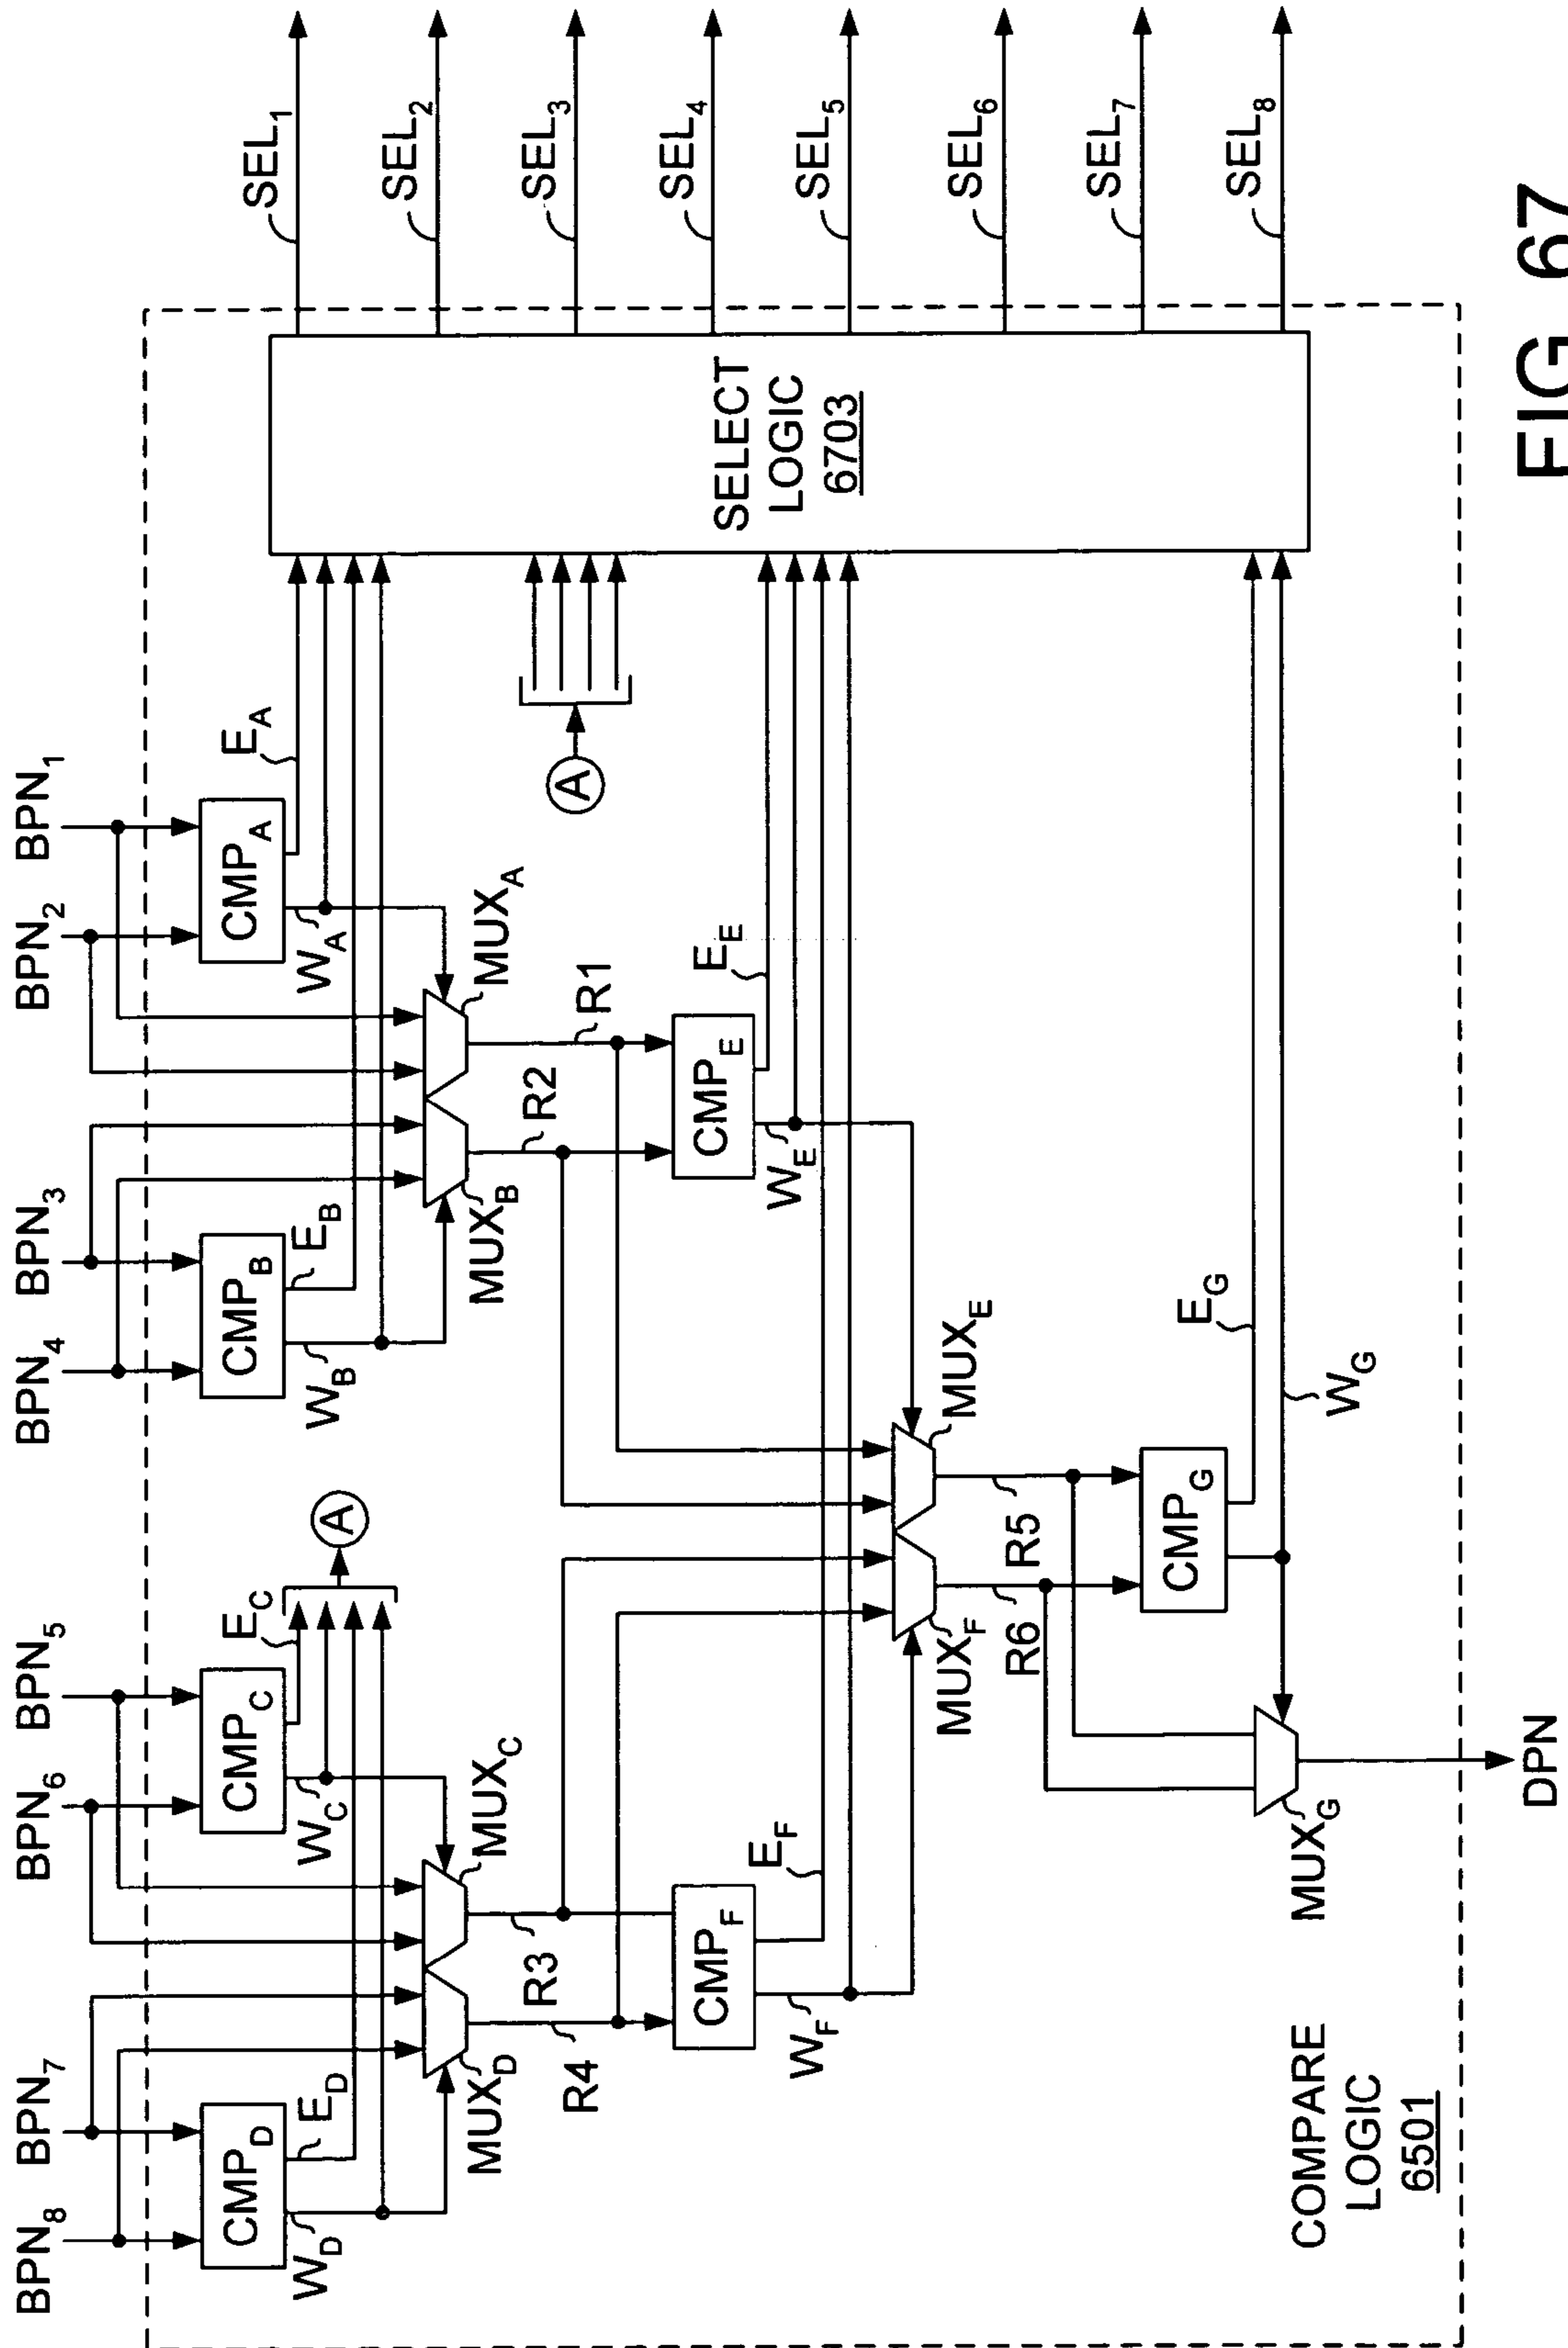 BPN8
BPN7
BPN6
BPN5
BPN4
BPN3
BPN2
BPN1
CMPD
CMPC
CMPB
CMPA
WD
ED
WC
EC
WB
EB
WA
EA
A
A
MUXD
MUXC
MUXB
MUXA
R4
R3
R2
R1
CMPF
CMPE
WF
EF
WE
EE
MUXF
MUXE
R6
R5
CMPG
EG
WG
MUXG
DPN
COMPARE
LOGIC
6501
SELECT
LOGIC
6703
SEL1
SEL2
SEL3
SEL4
SEL5
SEL6
SEL7
SEL8
FIG 67